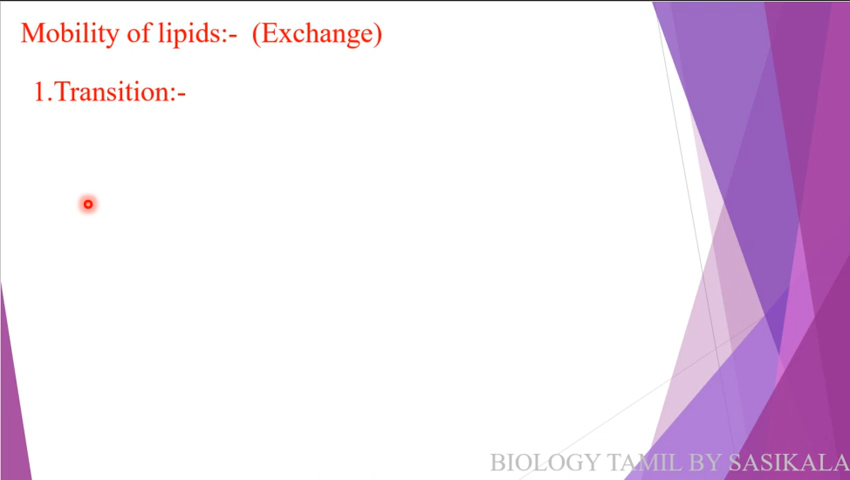 Mobility of lipids:- (Exchange)
1.Transition:-
BIOLOGY TAMIL BY SASIKALA